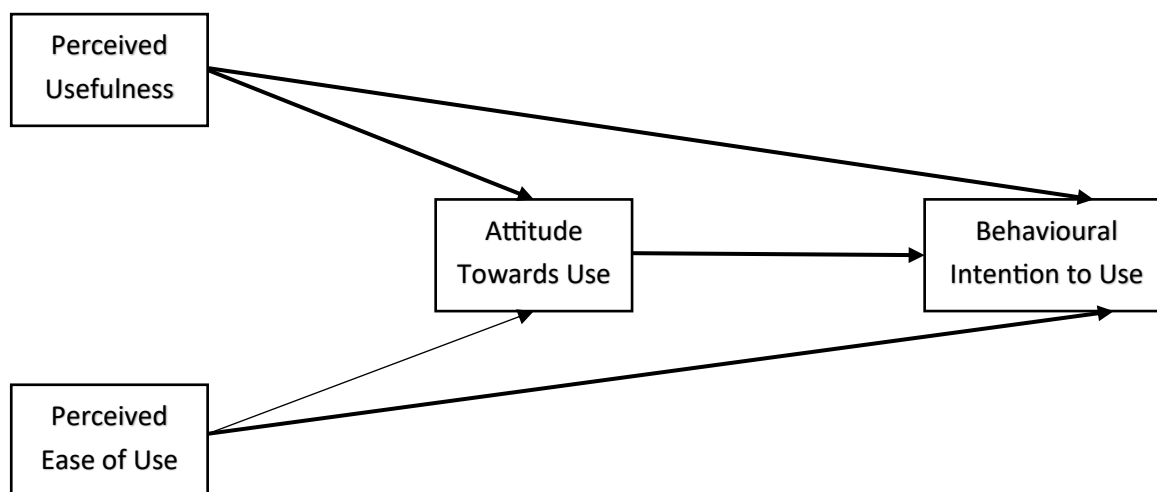 Perceived
Usefulness
Attitude
Towards Use
Behavioural
Intention to Use
Perceived
Ease of Use